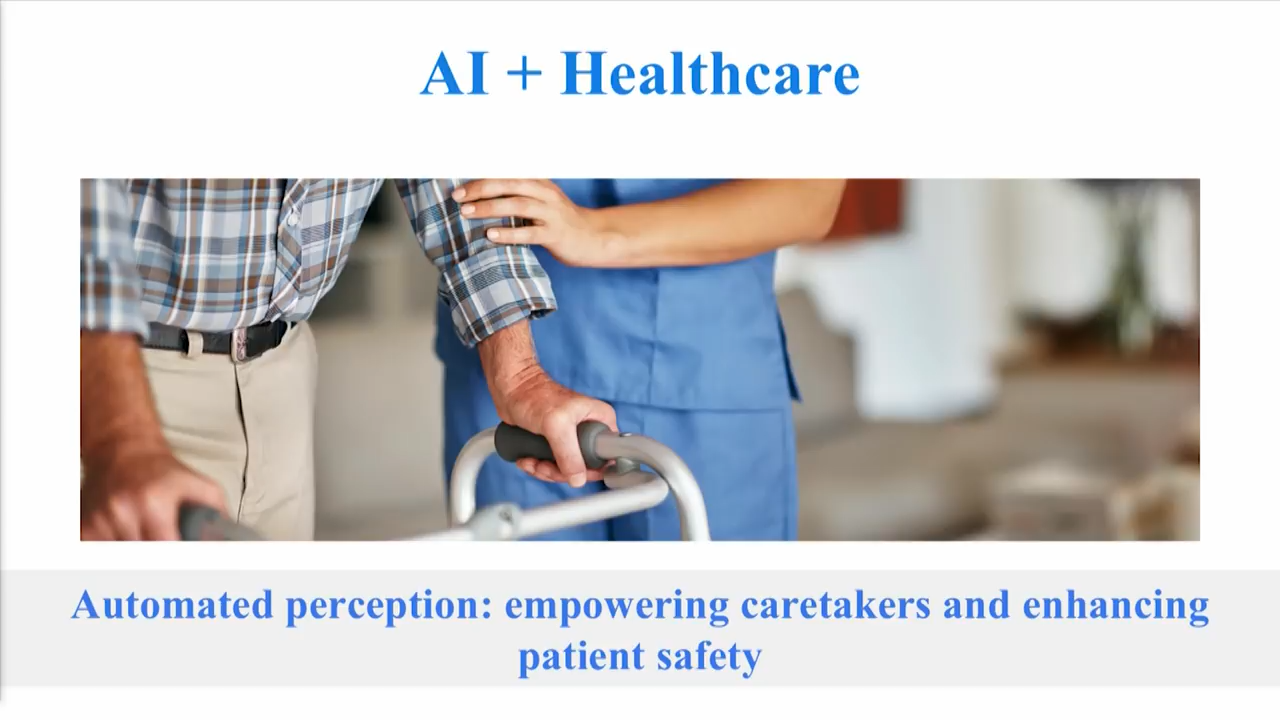 AI + Healthcare
Automated perception: empowering caretakers and enhancing
patient safety